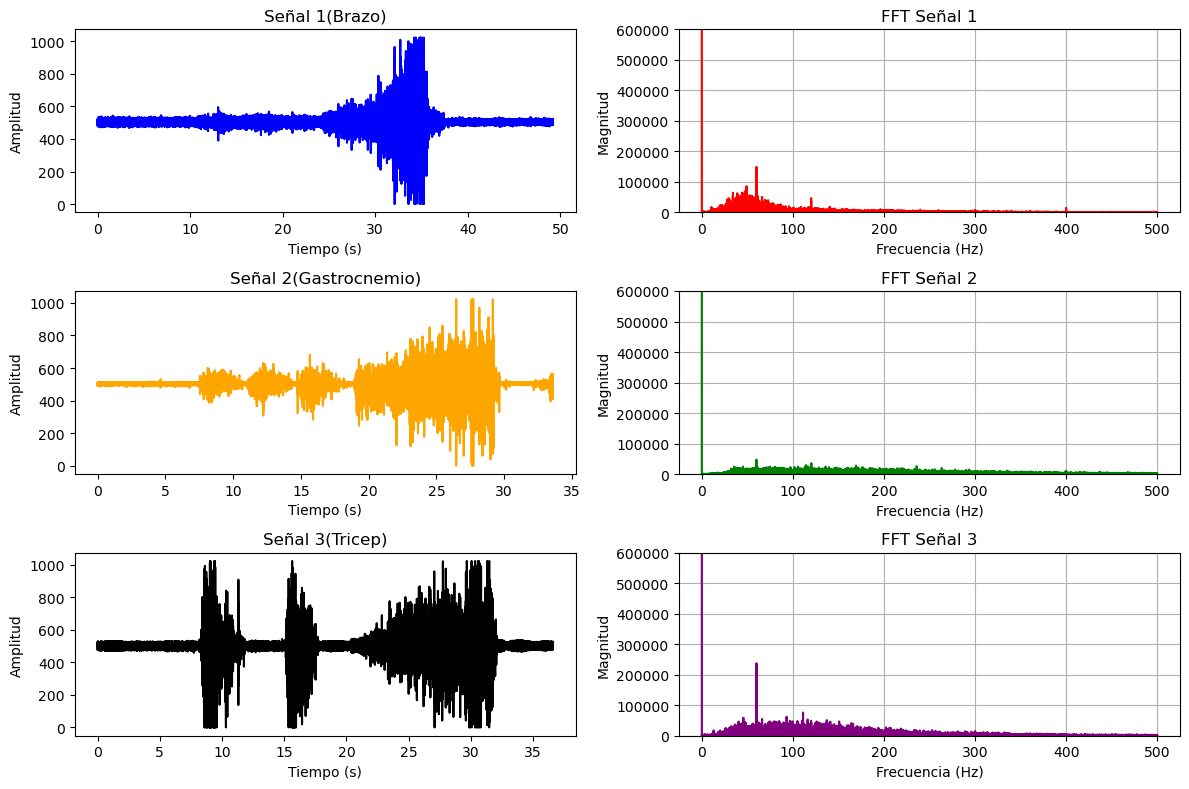 Señal 1(Brazo)
1000
800
600
400
200
0
Amplitud
0 10 20 30 40 50
Tiempo (s)
FFT Señal 1
600000
500000
400000
300000
200000
100000
0
Magnitud
0 100 200 300 400 500
Frecuencia (Hz)
Señal 2(Gastrocnemio)
1000
800
600
400
200
0
Amplitud
0 5 10 15 20 25 30 35
Tiempo (s)
FFT Señal 2
600000
500000
400000
300000
200000
100000
0
Magnitud
0 100 200 300 400 500
Frecuencia (Hz)
Señal 3(Tricep)
1000
800
600
400
200
0
Amplitud
0 5 10 15 20 25 30 35
Tiempo (s)
FFT Señal 3
600000
500000
400000
300000
200000
100000
0
Magnitud
0 100 200 300 400 500
Frecuencia (Hz)